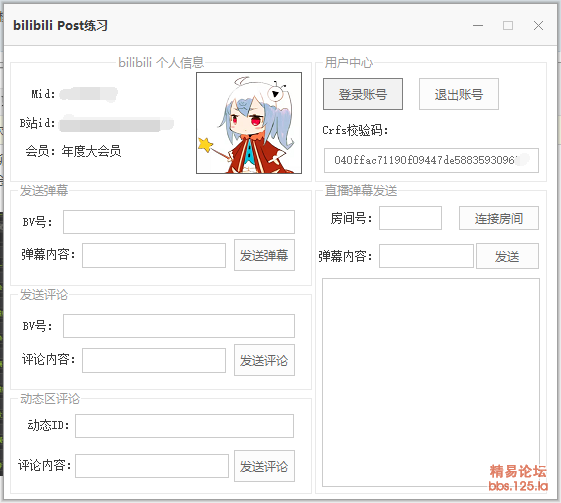 bilibili Post练习
bilibili 个人信息
Mid:
B站id:
会员: 年度大会员
用户中心
登录账号
退出账号
Crfs校验码:
040ffac71190f09447de5883593096
发送弹幕
BV号:
弹幕内容:
发送弹幕
发送评论
BV号:
评论内容:
发送评论
动态区评论
动态ID:
评论内容:
发送评论
直播弹幕发送
房间号:
连接房间
弹幕内容:
发送
精易论坛
bbs.125.la